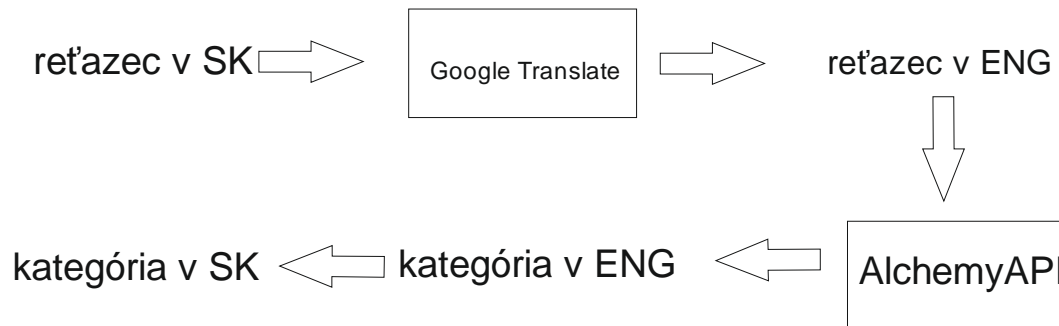 reťazec v SK
Google Translate
reťazec v ENG
kategória v SK
kategória v ENG
AlchemyAPI